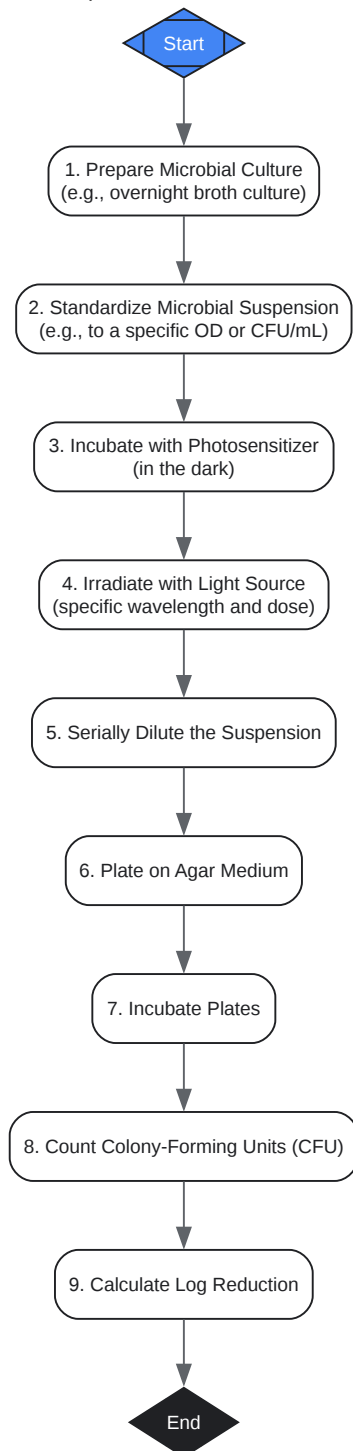 Start
1. Prepare Microbial Culture
(e.g., overnight broth culture)
2. Standardize Microbial Suspension
(e.g., to a specific OD or CFU/mL)
3. Incubate with Photosensitizer
(in the dark)
4. Irradiate with Light Source
(specific wavelength and dose)
5. Serially Dilute the Suspension
6. Plate on Agar Medium
7. Incubate Plates
8. Count Colony-Forming Units (CFU)
9. Calculate Log Reduction
End